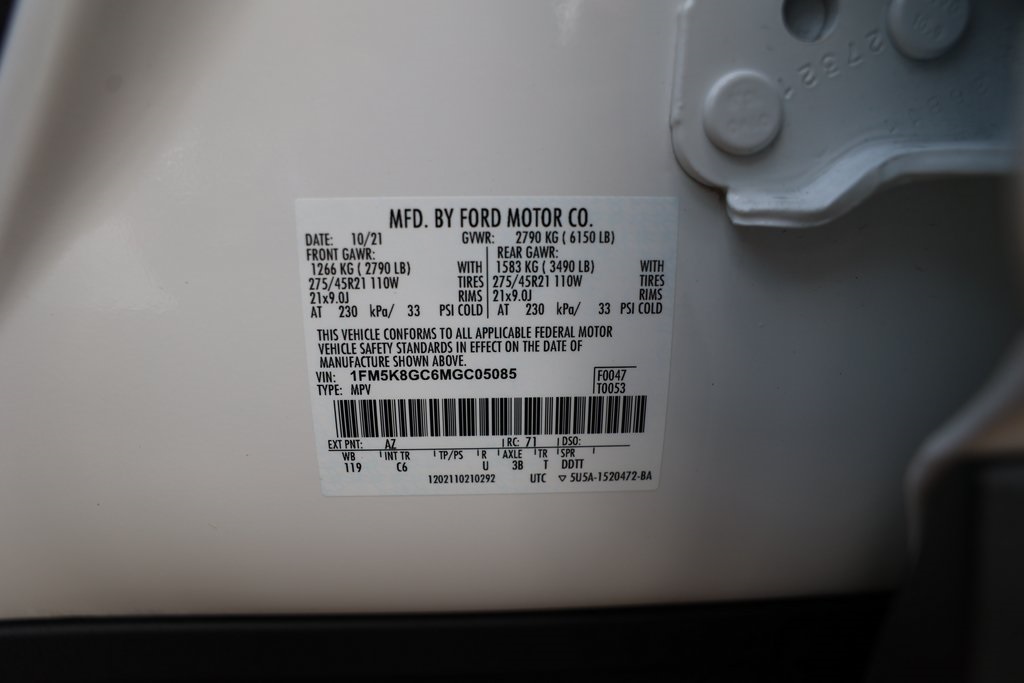 MFD. BY FORD MOTOR CO.
DATE: 10/21 GVWR: 2790 KG ( 6150 LB)
FRONT GAWR: REAR GAWR:
1266 KG ( 2790 LB) WITH 1583 KG ( 3490 LB) WITH
275/45R21 110W TIRES 275/45R21 110W TIRES
21x9.0J RIMS 21x9.0J RIMS
AT 230 kPa/ 33 PSI COLD AT 230 kPa/ 33 PSI COLD
THIS VEHICLE CONFORMS TO ALL APPLICABLE FEDERAL MOTOR
VEHICLE SAFETY STANDARDS IN EFFECT ON THE DATE OF
MANUFACTURE SHOWN ABOVE.
VIN: 1FM5K8GC6MGC05085 F0047
TYPE: MPV T0053
EXT PNT: AZ RC: 71 DSO:
WB INT TR TP/PS R AXLE TR SPR
119 C6 U 3B T DDTT
1202110210292 UTC ▽ 5U5A-1520472-BA